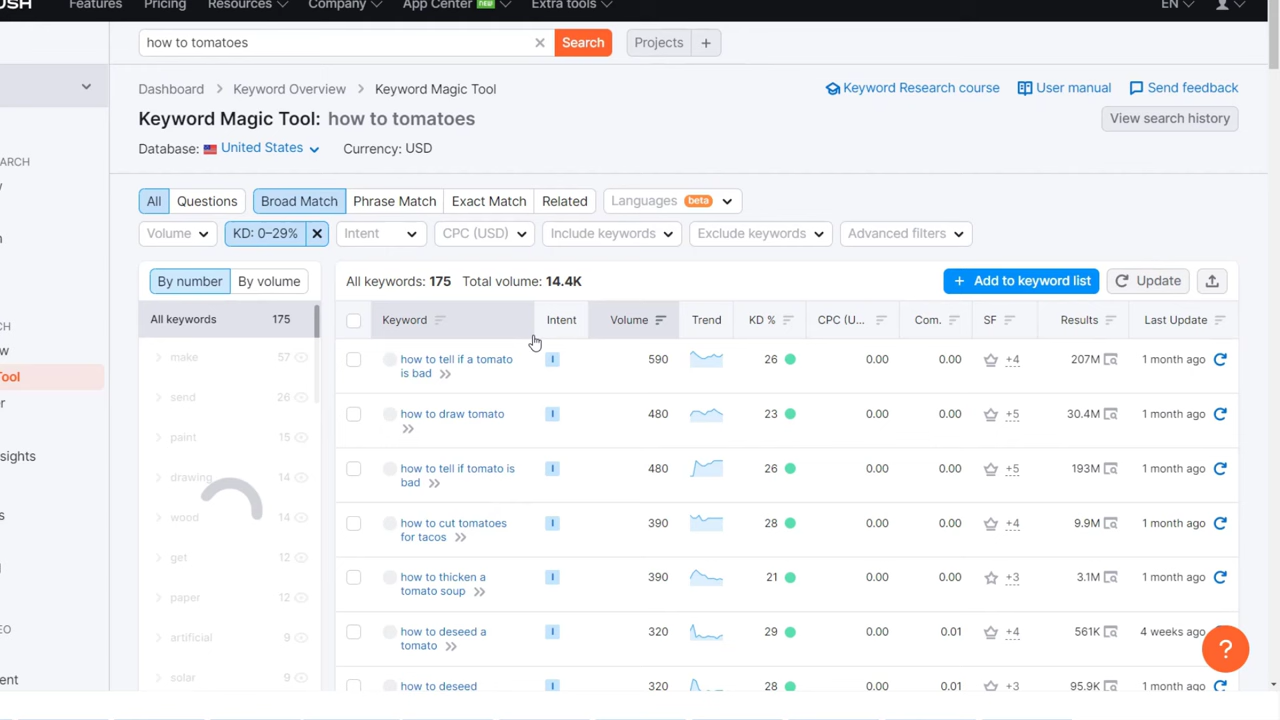 Features Pricing Resources Company App Center new Extra tools EN
how to tomatoes Search Projects +
Dashboard > Keyword Overview > Keyword Magic Tool Keyword Research course User manual Send feedback
Keyword Magic Tool: how to tomatoes View search history
Database: United States Currency: USD
All Questions Broad Match Phrase Match Exact Match Related Languages beta
Volume KD: 0–29% Intent CPC (USD) Include keywords Exclude keywords Advanced filters
By number By volume All keywords: 175 Total volume: 14.4K + Add to keyword list Update
All keywords 175
make 57
send 26
paint 15
drawing 14
wood 14
get 12
paper 12
artificial 9
solar 9
Keyword Intent Volume Trend KD % CPC (U... Com. SF Results Last Update
how to tell if a tomato I 590 26 0.00 0.00 +4 207M 1 month ago
is bad
how to draw tomato I 480 23 0.00 0.00 +5 30.4M 1 month ago
how to tell if tomato is I 480 26 0.00 0.00 +5 193M 1 month ago
bad
how to cut tomatoes I 390 28 0.00 0.00 +4 9.9M 1 month ago
for tacos
how to thicken a I 390 21 0.00 0.00 +3 3.1M 1 month ago
tomato soup
how to deseed a I 320 29 0.00 0.01 +4 561K 4 weeks ago
tomato
how to deseed I 320 28 0.00 0.01 +3 95.9K 1 month ago
?